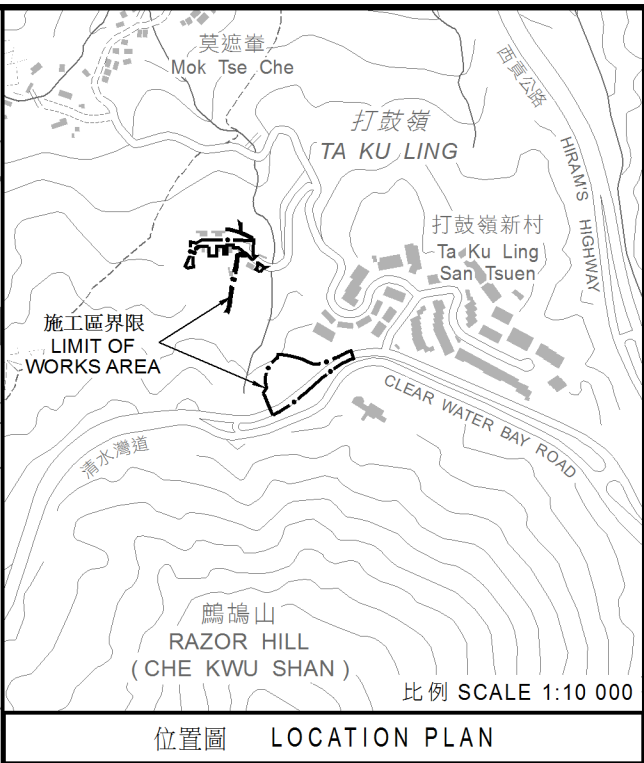 莫遮輋
Mok Tse Che
西貢公路
HIRAM'S HIGHWAY
打鼓嶺
TA KU LING
打鼓嶺新村
Ta Ku Ling
San Tsuen
施工區界限
LIMIT OF
WORKS AREA
CLEAR WATER BAY ROAD
清水灣道
鷓鴣山
RAZOR HILL
( CHE KWU SHAN )
比例 SCALE 1:10 000
位置圖 LOCATION PLAN